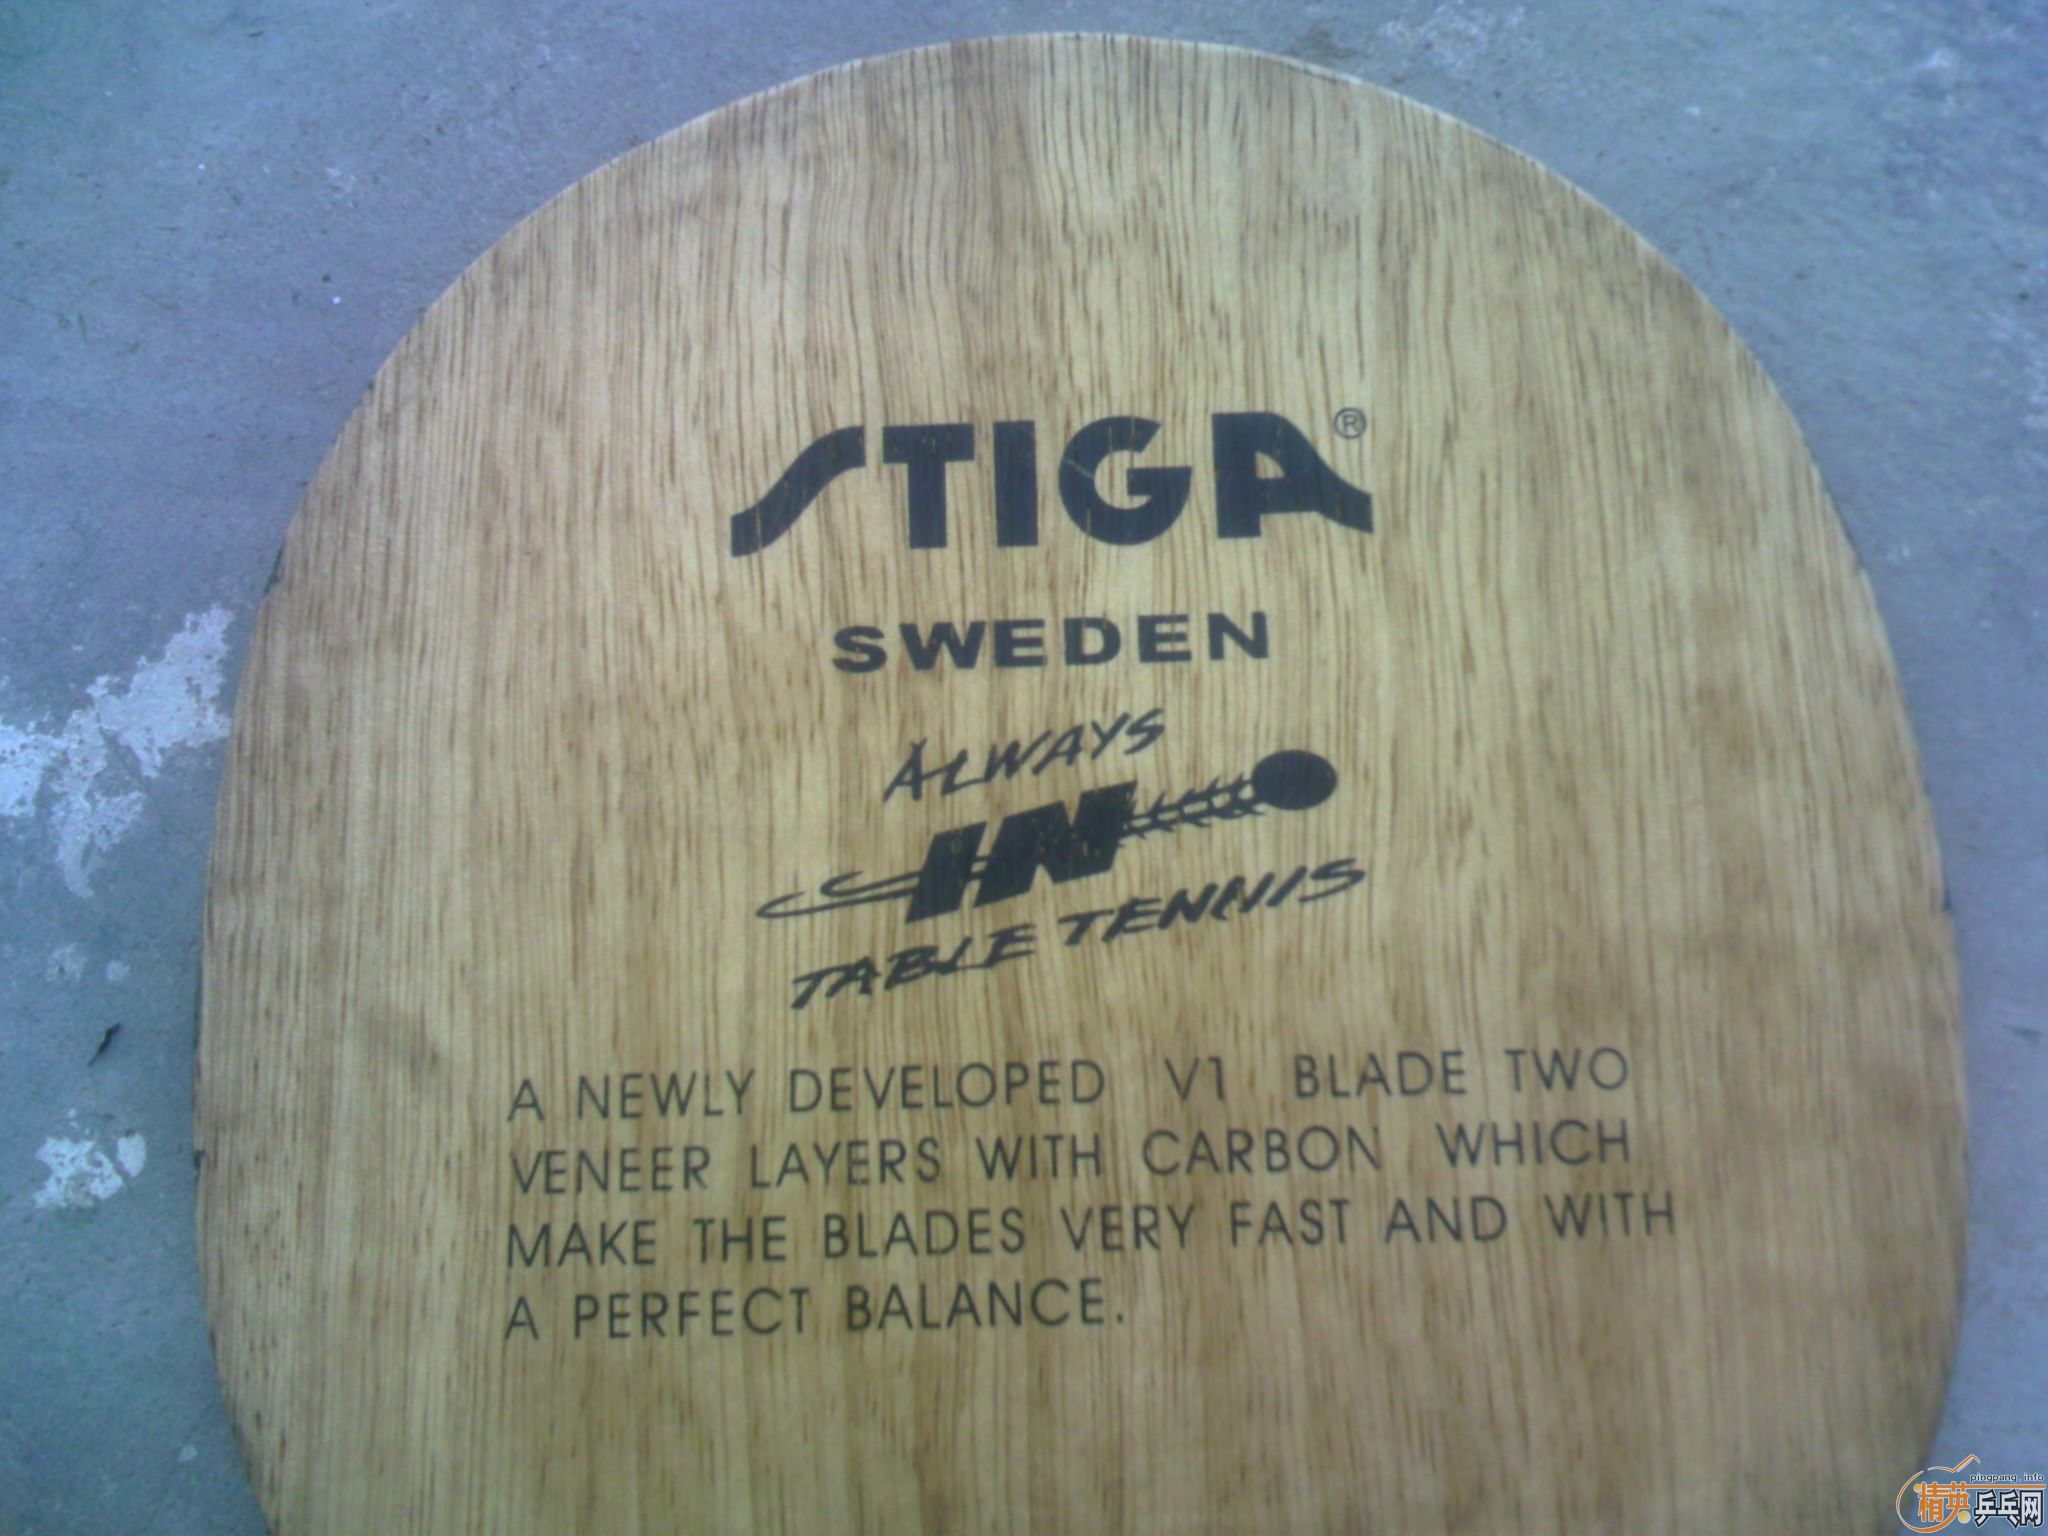 STIGA®
SWEDEN
ALWAYS
IN
TABLE TENNIS
A NEWLY DEVELOPED V1 BLADE TWO
VENEER LAYERS WITH CARBON WHICH
MAKE THE BLADES VERY FAST AND WITH
A PERFECT BALANCE.
pingpang.info
精英乒乓网